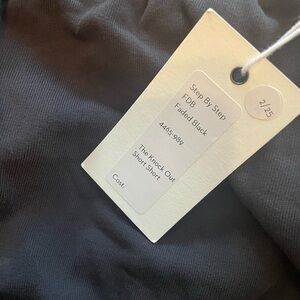 2/25
Step By Step
FDB
Faded Black
4465-989
The Knock Out
Short Short
Cost: